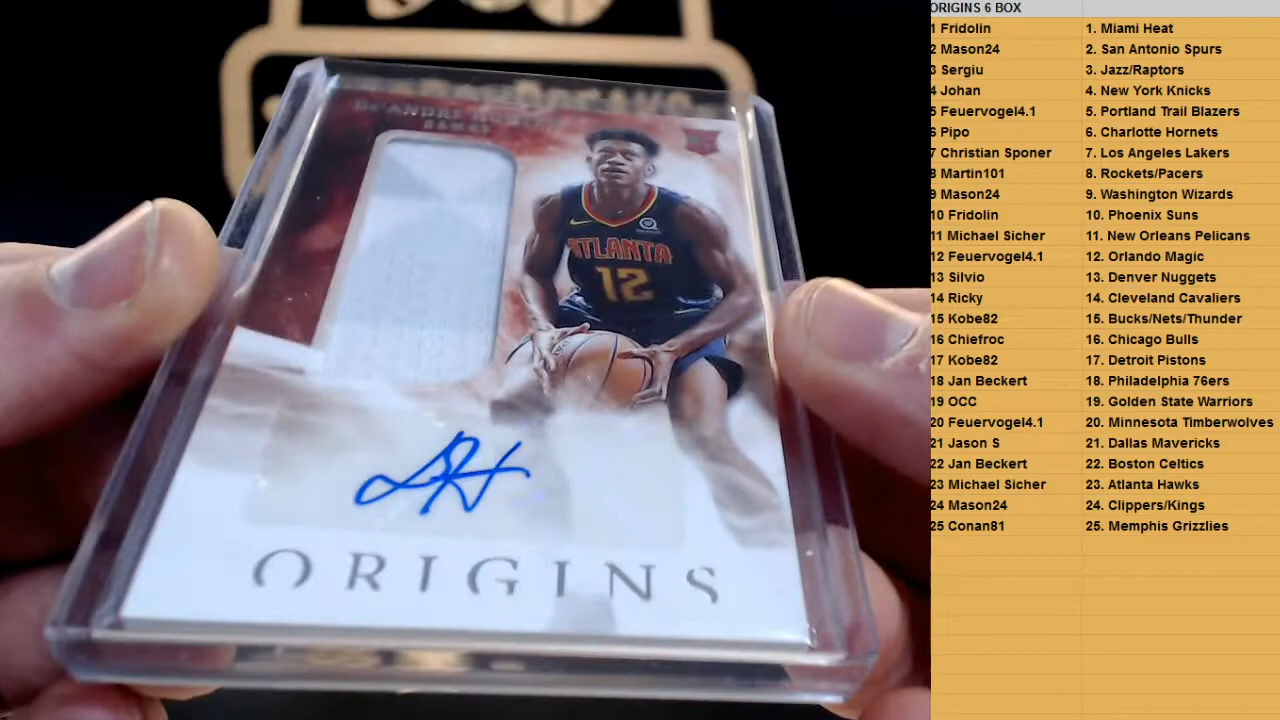 DE'ANDRE HUNTER
HAWKS
RC
ATLANTA
12
ORIGINS
ORIGINS 6 BOX
1 Fridolin 1. Miami Heat
2 Mason24 2. San Antonio Spurs
3 Sergiu 3. Jazz/Raptors
4 Johan 4. New York Knicks
5 Feuervogel4.1 5. Portland Trail Blazers
6 Pipo 6. Charlotte Hornets
7 Christian Sponer 7. Los Angeles Lakers
8 Martin101 8. Rockets/Pacers
9 Mason24 9. Washington Wizards
10 Fridolin 10. Phoenix Suns
11 Michael Sicher 11. New Orleans Pelicans
12 Feuervogel4.1 12. Orlando Magic
13 Silvio 13. Denver Nuggets
14 Ricky 14. Cleveland Cavaliers
15 Kobe82 15. Bucks/Nets/Thunder
16 Chiefroc 16. Chicago Bulls
17 Kobe82 17. Detroit Pistons
18 Jan Beckert 18. Philadelphia 76ers
19 OCC 19. Golden State Warriors
20 Feuervogel4.1 20. Minnesota Timberwolves
21 Jason S 21. Dallas Mavericks
22 Jan Beckert 22. Boston Celtics
23 Michael Sicher 23. Atlanta Hawks
24 Mason24 24. Clippers/Kings
25 Conan81 25. Memphis Grizzlies